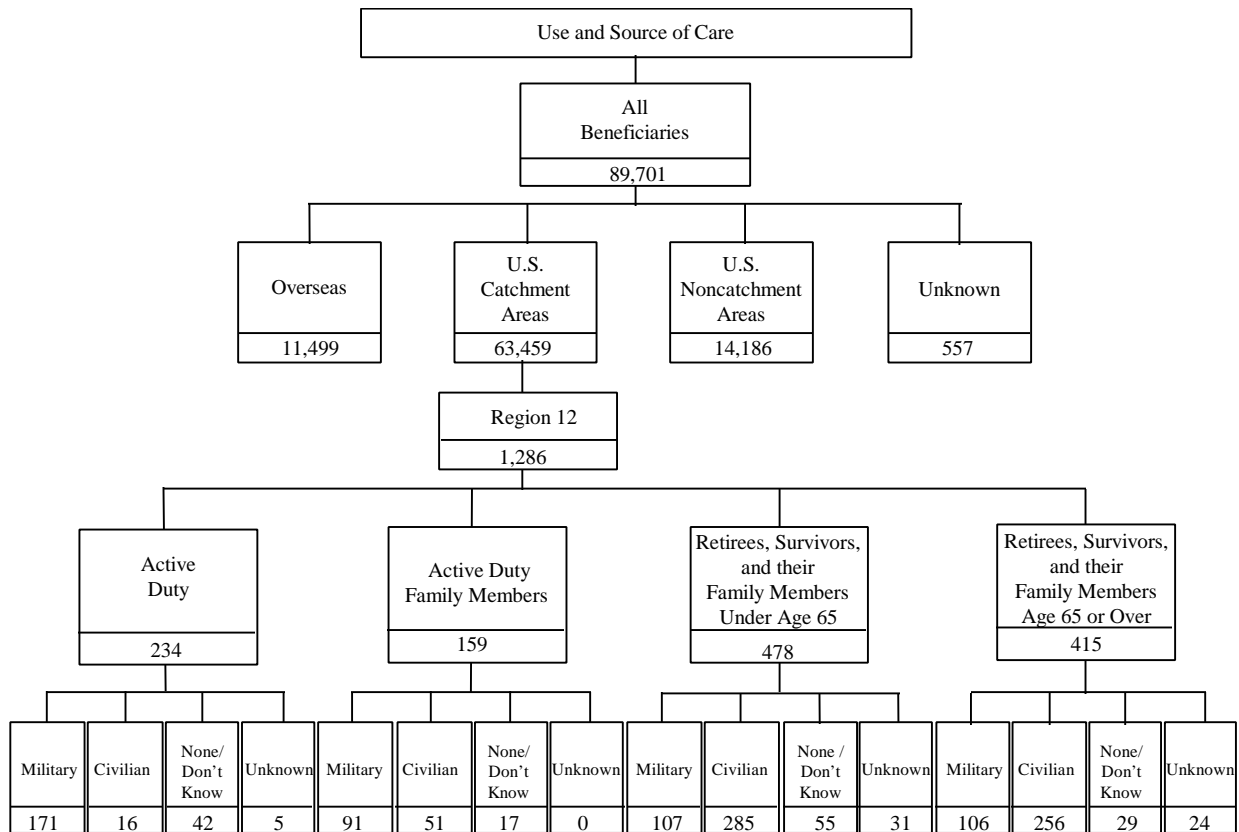 Use and Source of Care
All
Beneficiaries
89,701
Overseas
11,499
U.S.
Catchment
Areas
63,459
U.S.
Noncatchment
Areas
14,186
Unknown
557
Region 12
1,286
Active
Duty
234
Active Duty
Family Members
159
Retirees, Survivors,
and their
Family Members
Under Age 65
478
Retirees, Survivors,
and their
Family Members
Age 65 or Over
415
Military
171
Civilian
16
None/
Don't
Know
42
Unknown
5
Military
91
Civilian
51
None/
Don't
Know
17
Unknown
0
Military
107
Civilian
285
None /
Don't
Know
55
Unknown
31
Military
106
Civilian
256
None/
Don't
Know
29
Unknown
24